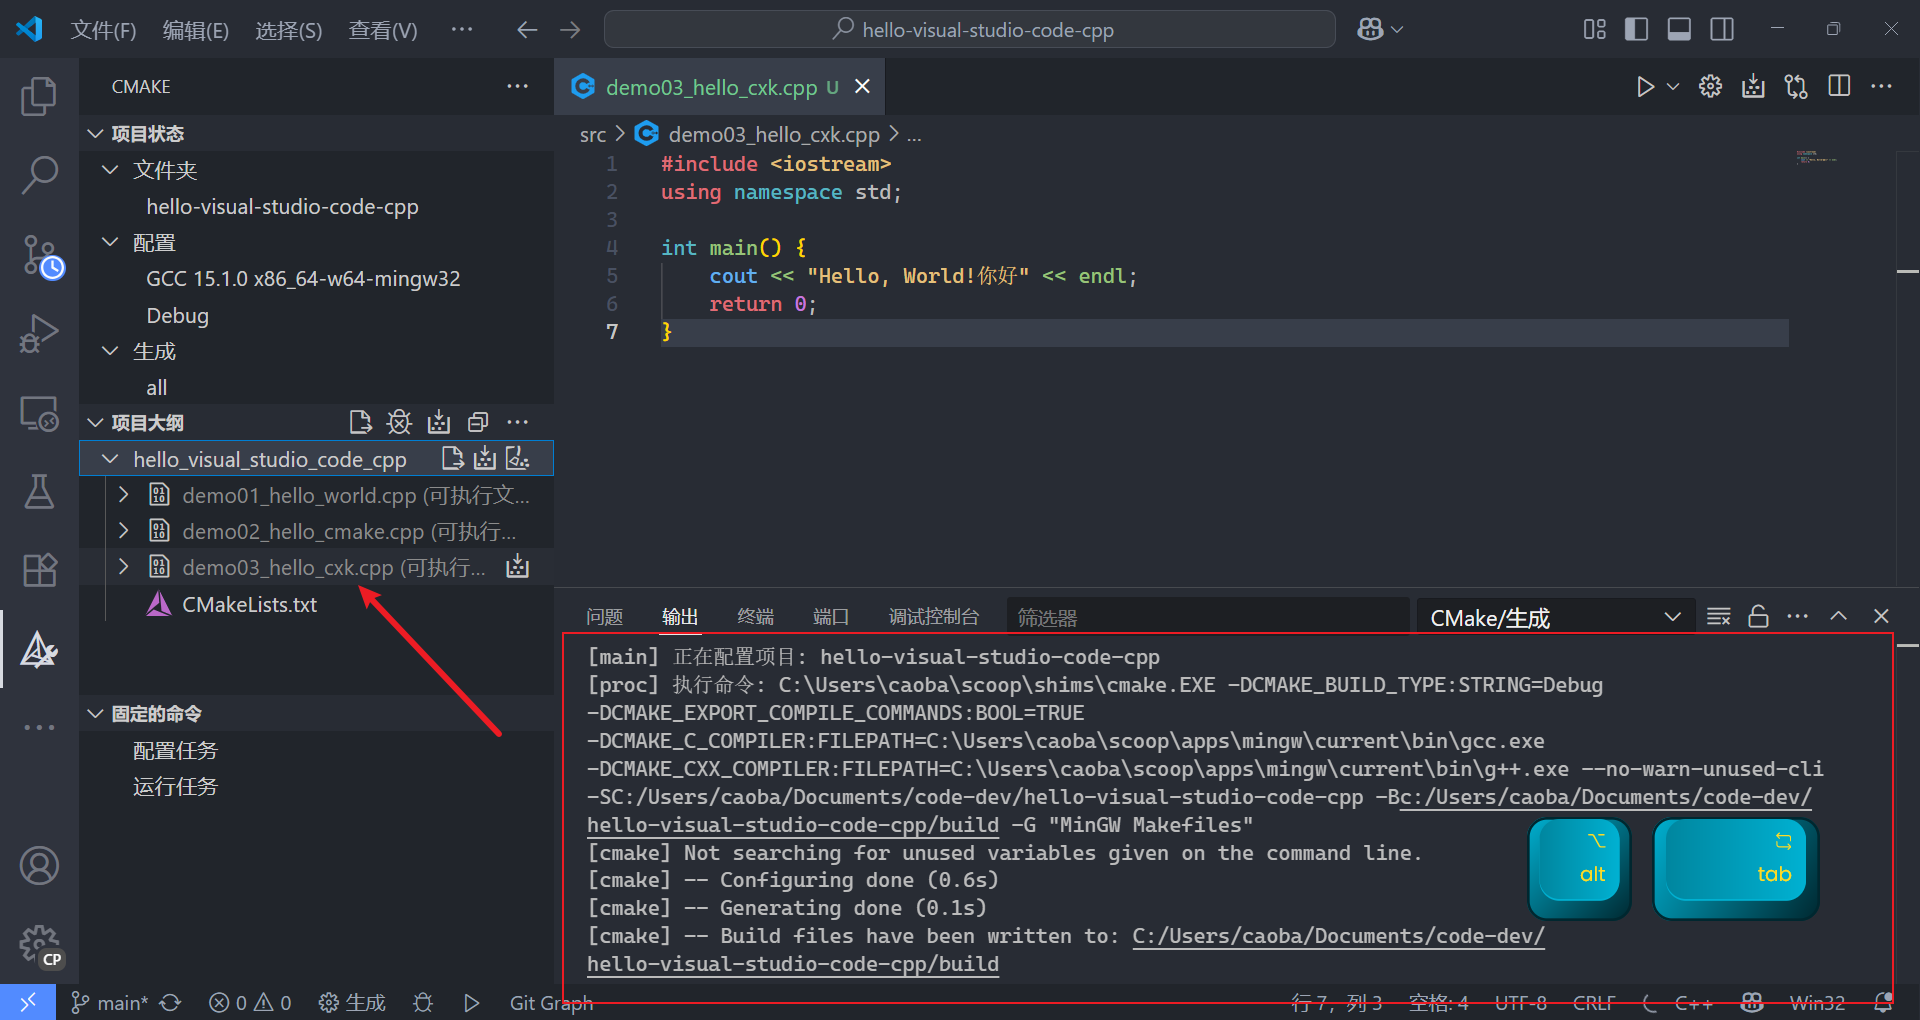 文件(F) 编辑(E) 选择(S) 查看(V) ··· hello-visual-studio-code-cpp
CMAKE
项目状态
文件夹
hello-visual-studio-code-cpp
配置
GCC 15.1.0 x86_64-w64-mingw32
Debug
生成
all
项目大纲
hello_visual_studio_code_cpp
demo01_hello_world.cpp (可执行文...
demo02_hello_cmake.cpp (可执行...
demo03_hello_cxk.cpp (可执行...
CMakeLists.txt
固定的命令
配置任务
运行任务
CP
demo03_hello_cxk.cpp U
src > demo03_hello_cxk.cpp > ...
1 #include <iostream>
2 using namespace std;
3
4 int main() {
5     cout << "Hello, World!你好" << endl;
6     return 0;
7 }
问题 输出 终端 端口 调试控制台 筛选器 CMake/生成
[main] 正在配置项目: hello-visual-studio-code-cpp
[proc] 执行命令: C:\Users\caoba\scoop\shims\cmake.EXE -DCMAKE_BUILD_TYPE:STRING=Debug
-DCMAKE_EXPORT_COMPILE_COMMANDS:BOOL=TRUE
-DCMAKE_C_COMPILER:FILEPATH=C:\Users\caoba\scoop\apps\mingw\current\bin\gcc.exe
-DCMAKE_CXX_COMPILER:FILEPATH=C:\Users\caoba\scoop\apps\mingw\current\bin\g++.exe --no-warn-unused-cli
-SC:/Users/caoba/Documents/code-dev/hello-visual-studio-code-cpp -Bc:/Users/caoba/Documents/code-dev/
hello-visual-studio-code-cpp/build -G "MinGW Makefiles"
[cmake] Not searching for unused variables given on the command line.
[cmake] -- Configuring done (0.6s)
[cmake] -- Generating done (0.1s)
[cmake] -- Build files have been written to: C:/Users/caoba/Documents/code-dev/
hello-visual-studio-code-cpp/build
alt
tab
main* 0 0 生成 Git Graph 行 7，列 3 空格: 4 UTF-8 CRLF C++ Win32